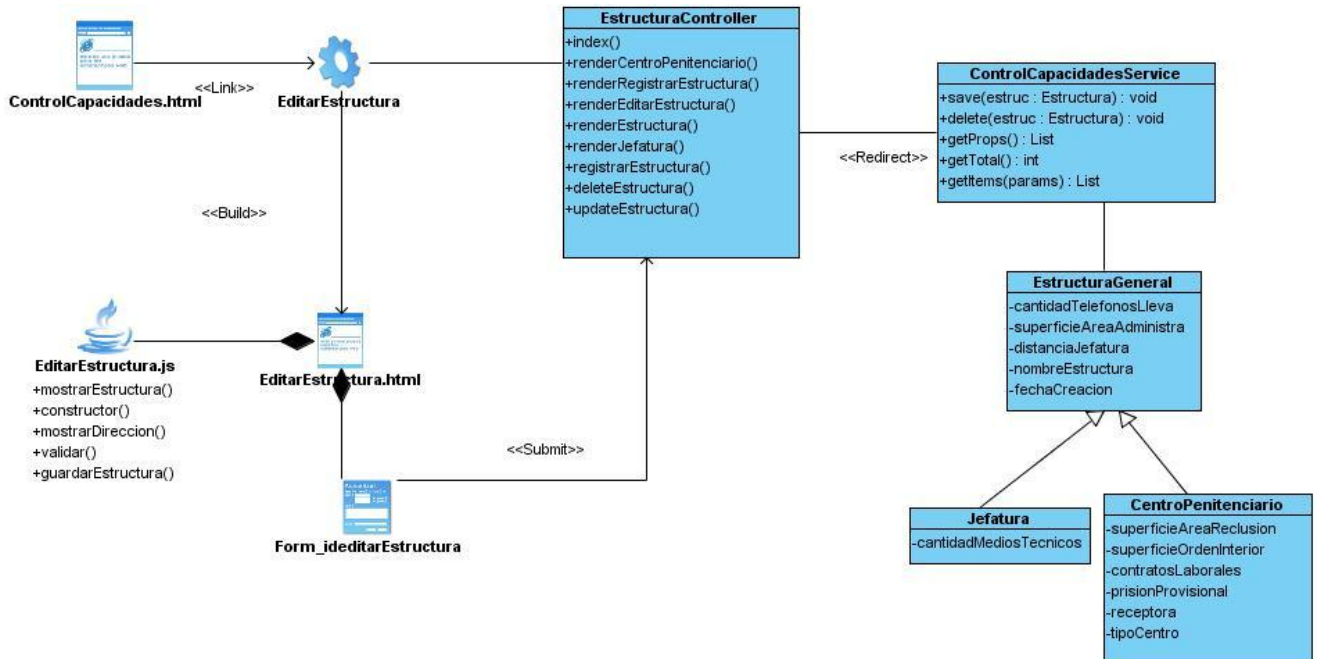 ControlCapacidades.html
<<Link>>
EditarEstructura
<<Build>>
EditarEstructura.js
+mostrarEstructura()
+constructor()
+mostrarDireccion()
+validar()
+guardarEstructura()
EditarEstructura.html
Form_ideditarEstructura
<<Submit>>
EstructuraController
+index()
+renderCentroPenitenciario()
+renderRegistrarEstructura()
+renderEditarEstructura()
+renderEstructura()
+renderJefatura()
+registrarEstructura()
+deleteEstructura()
+updateEstructura()
<<Redirect>>
ControlCapacidadesService
+save(estruc : Estructura) : void
+delete(estruc : Estructura) : void
+getProps() : List
+getTotal() : int
+getItems(params) : List
EstructuraGeneral
-cantidadTelefonosLleva
-superficieAreaAdministra
-distanciaJefatura
-nombreEstructura
-fechaCreacion
Jefatura
-cantidadMediosTecnicos
CentroPenitenciario
-superficieAreaReclusion
-superficieOrdenInterior
-contratosLaborales
-prisionProvisional
-receptora
-tipoCentro